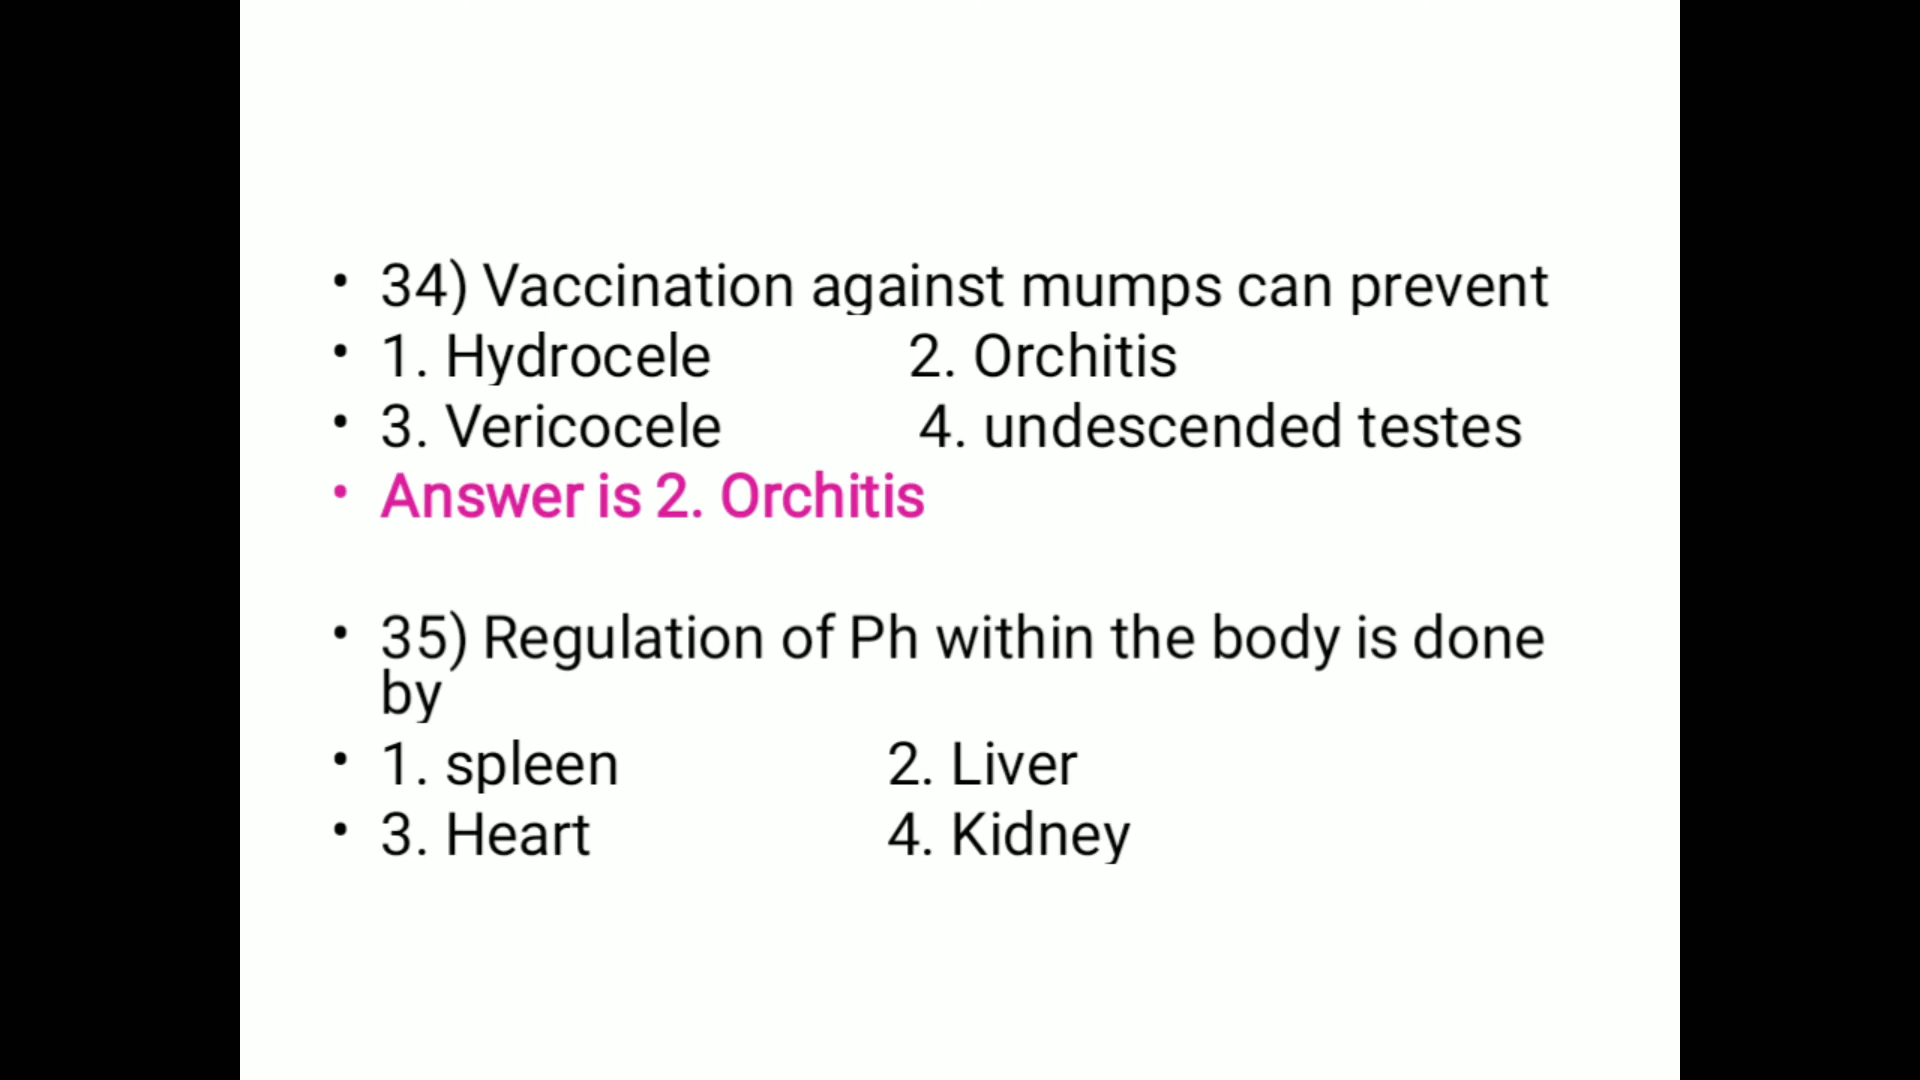 • 34) Vaccination against mumps can prevent
• 1. Hydrocele 2. Orchitis
• 3. Vericocele 4. undescended testes
• Answer is 2. Orchitis
• 35) Regulation of Ph within the body is done
by
• 1. spleen 2. Liver
• 3. Heart 4. Kidney